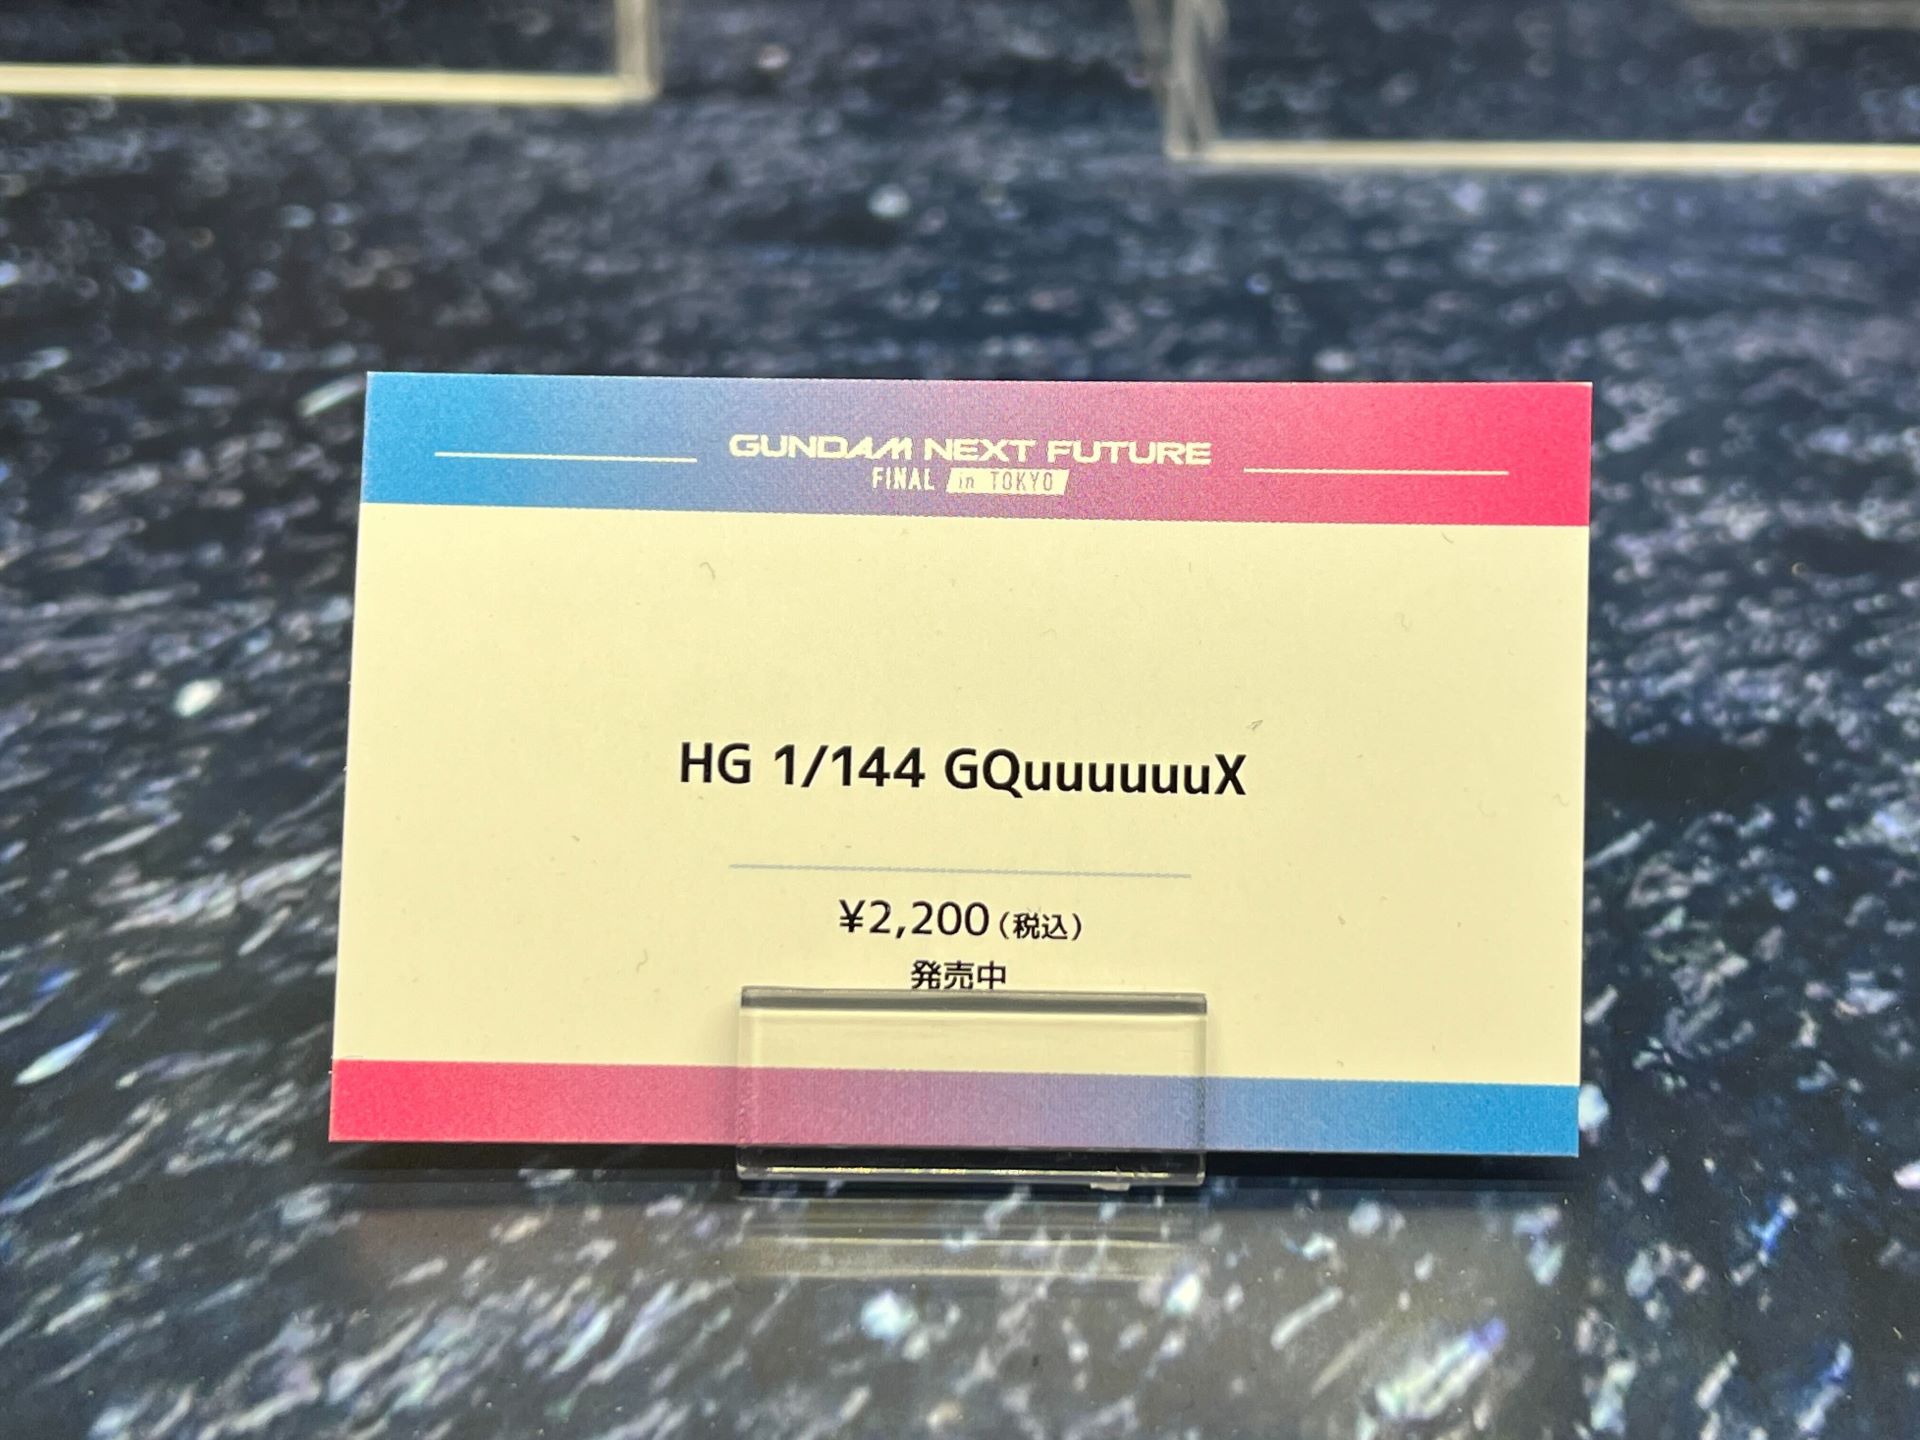 GUNDAM NEXT FUTURE
FINAL in TOKYO
HG 1/144 GQuuuuuuX
¥2,200(税込)
発売中